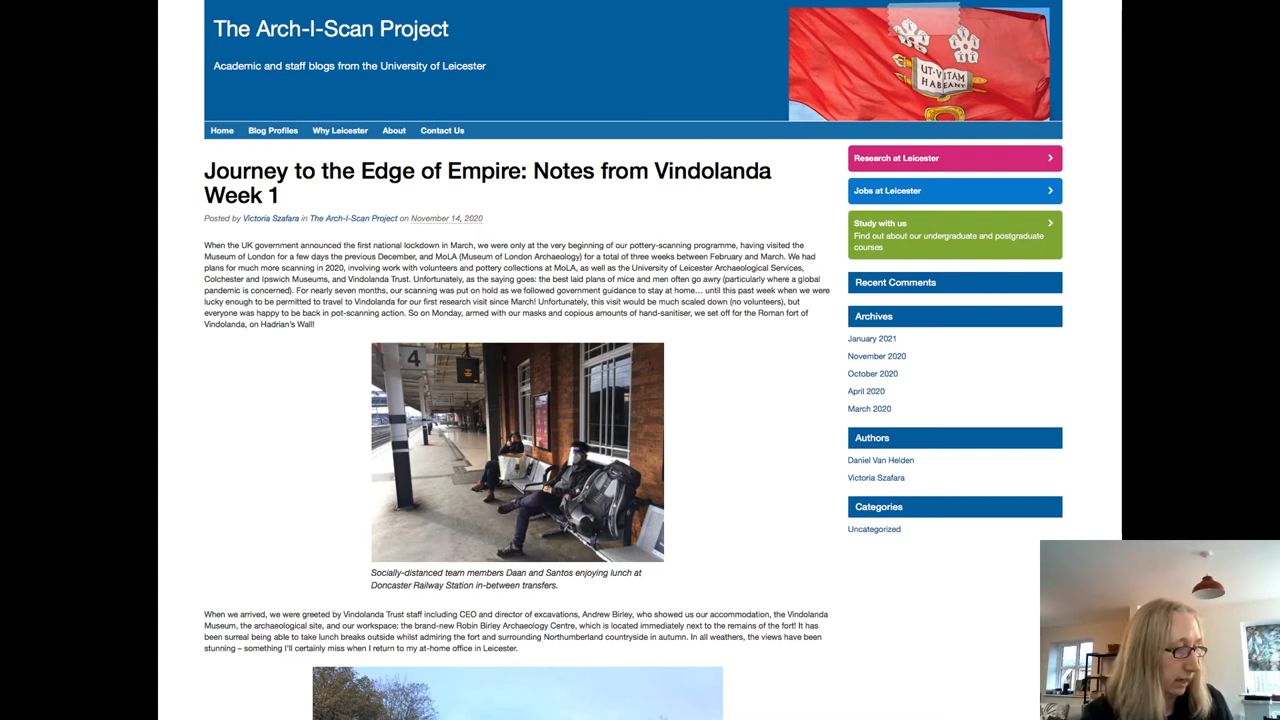 The Arch-I-Scan Project
Academic and staff blogs from the University of Leicester
UT·VITAM
HABEANT
Home Blog Profiles Why Leicester About Contact Us
Journey to the Edge of Empire: Notes from Vindolanda
Week 1
Posted by Victoria Szafara in The Arch-I-Scan Project on November 14, 2020
When the UK government announced the first national lockdown in March, we were only at the very beginning of our pottery-scanning programme, having visited the
Museum of London for a few days the previous December, and MoLA (Museum of London Archaeology) for a total of three weeks between February and March. We had
plans for much more scanning in 2020, involving work with volunteers and pottery collections at MoLA, as well as the University of Leicester Archaeological Services,
Colchester and Ipswich Museums, and Vindolanda Trust. Unfortunately, as the saying goes: the best laid plans of mice and men often go awry (particularly where a global
pandemic is concerned). For nearly seven months, our scanning was put on hold as we followed government guidance to stay at home… until this past week when we were
lucky enough to be permitted to travel to Vindolanda for our first research visit since March! Unfortunately, this visit would be much scaled down (no volunteers), but
everyone was happy to be back in pot-scanning action. So on Monday, armed with our masks and copious amounts of hand-sanitiser, we set off for the Roman fort of
Vindolanda, on Hadrian's Wall!
4
Socially-distanced team members Daan and Santos enjoying lunch at
Doncaster Railway Station in-between transfers.
When we arrived, we were greeted by Vindolanda Trust staff including CEO and director of excavations, Andrew Birley, who showed us our accommodation, the Vindolanda
Museum, the archaeological site, and our workspace: the brand-new Robin Birley Archaeology Centre, which is located immediately next to the remains of the fort! It has
been surreal being able to take lunch breaks outside whilst admiring the fort and surrounding Northumberland countryside in autumn. In all weathers, the views have been
stunning – something I'll certainly miss when I return to my at-home office in Leicester.
Research at Leicester
Jobs at Leicester
Study with us
Find out about our undergraduate and postgraduate
courses
Recent Comments
Archives
January 2021
November 2020
October 2020
April 2020
March 2020
Authors
Daniel Van Helden
Victoria Szafara
Categories
Uncategorized